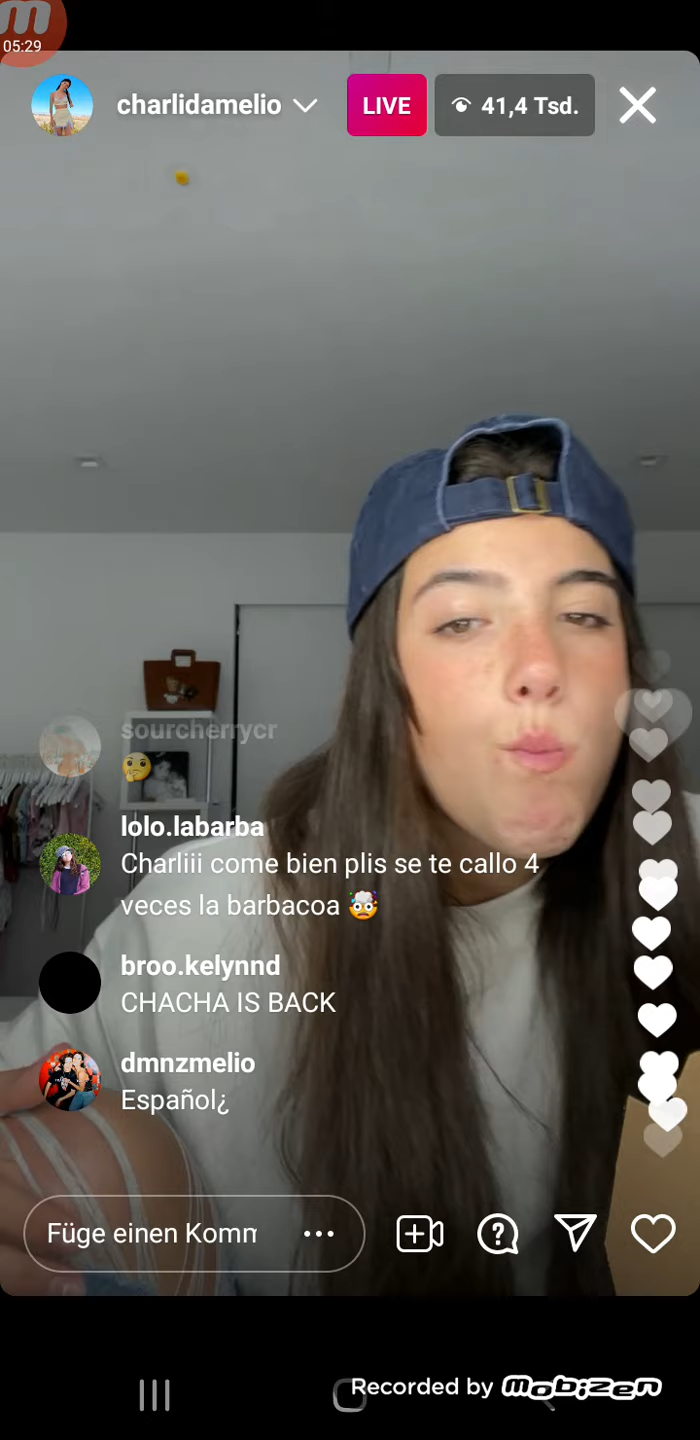 05:29
charlidamelio
LIVE
41,4 Tsd.
sourcherrycr
lolo.labarba
Charliii come bien plis se te callo 4
veces la barbacoa
broo.kelynnd
CHACHA IS BACK
dmnzmelio
Español¿
Füge einen Komm
Recorded by mobizen